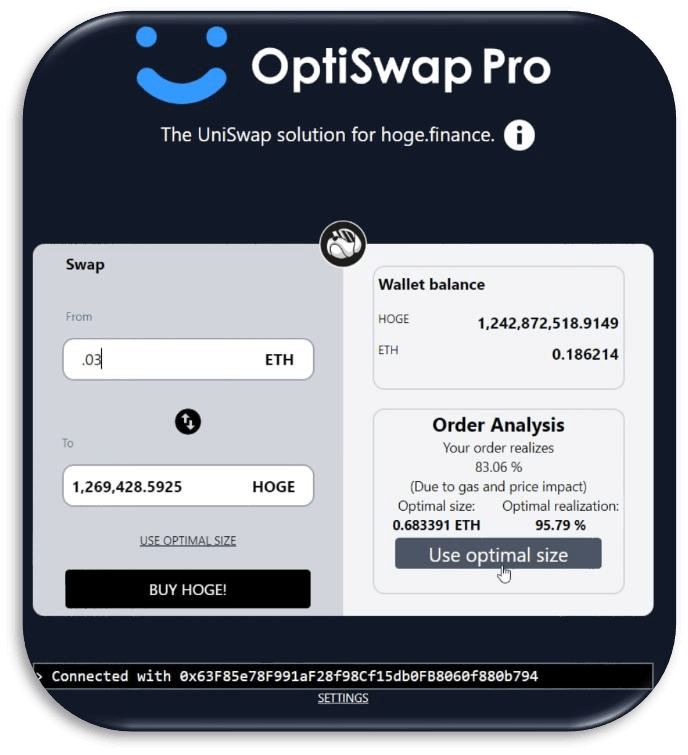 OptiSwap Pro
The UniSwap solution for hoge.finance. i
Swap
From
.03 ETH
To
1,269,428.5925 HOGE
USE OPTIMAL SIZE
BUY HOGE!
Wallet balance
HOGE 1,242,872,518.9149
ETH 0.186214
Order Analysis
Your order realizes
83.06 %
(Due to gas and price impact)
Optimal size: Optimal realization:
0.683391 ETH 95.79 %
Use optimal size
> Connected with 0x63F85e78F991aF28f98Cf15db0FB8060f880b794
SETTINGS